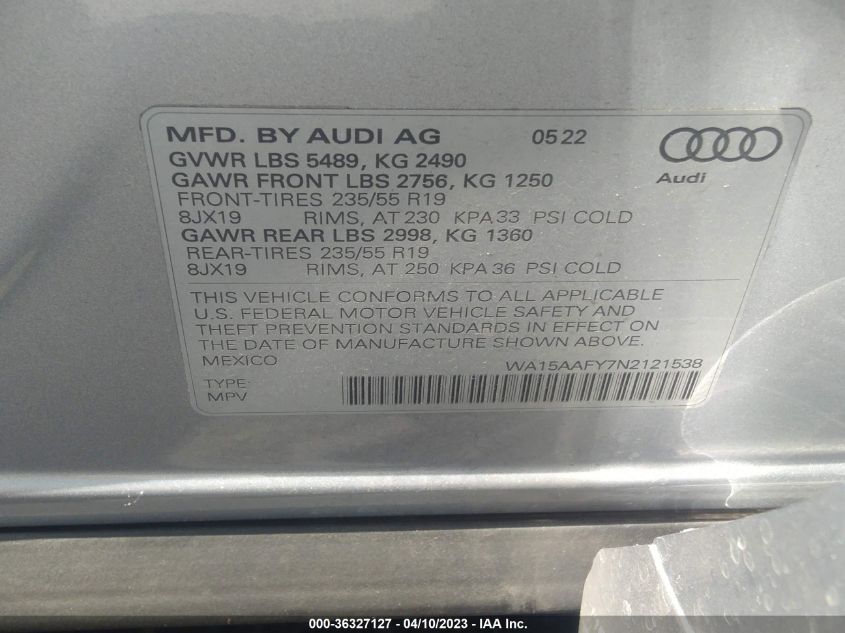 MFD. BY AUDI AG 0522
GVWR LBS 5489, KG 2490
GAWR FRONT LBS 2756, KG 1250
Audi
FRONT-TIRES 235/55 R19
8JX19 RIMS, AT 230 KPA 33 PSI COLD
GAWR REAR LBS 2998, KG 1360
REAR-TIRES 235/55 R19
8JX19 RIMS, AT 250 KPA 36 PSI COLD
THIS VEHICLE CONFORMS TO ALL APPLICABLE
U.S. FEDERAL MOTOR VEHICLE SAFETY AND
THEFT PREVENTION STANDARDS IN EFFECT ON
THE DATE OF MANUFACTURE SHOWN ABOVE.
MEXICO WA15AAFY7N2121538
TYPE:
MPV
000-36327127 - 04/10/2023 - IAA Inc.